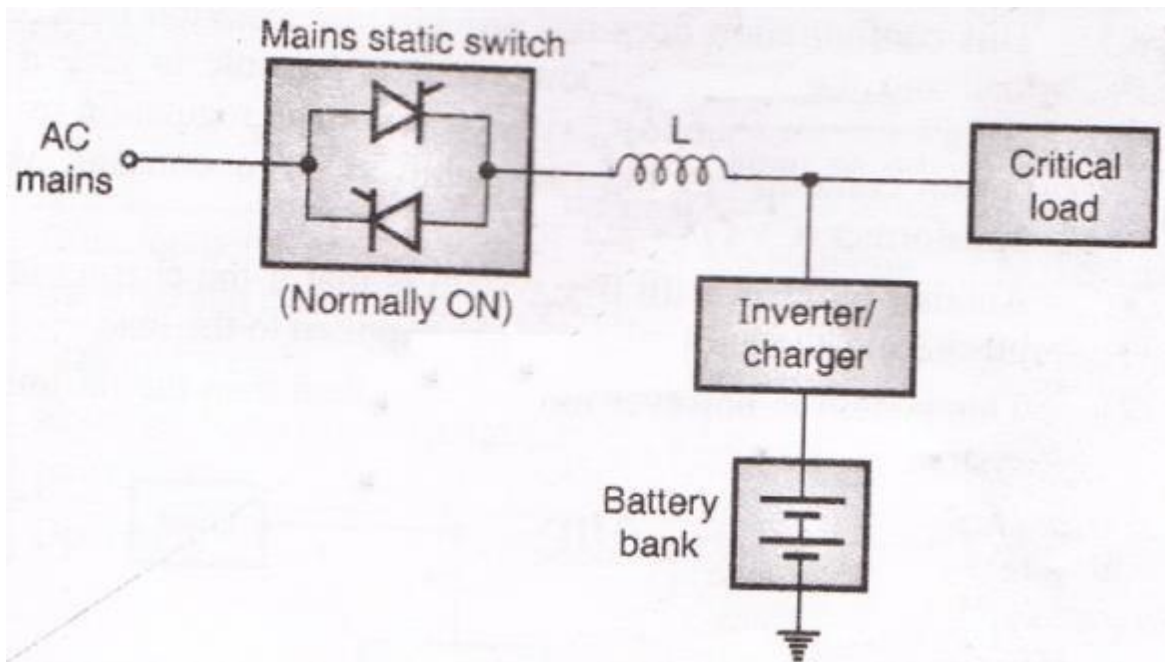 Mains static switch
AC
mains
L
Critical
load
(Normally ON)
Inverter/
charger
Battery
bank